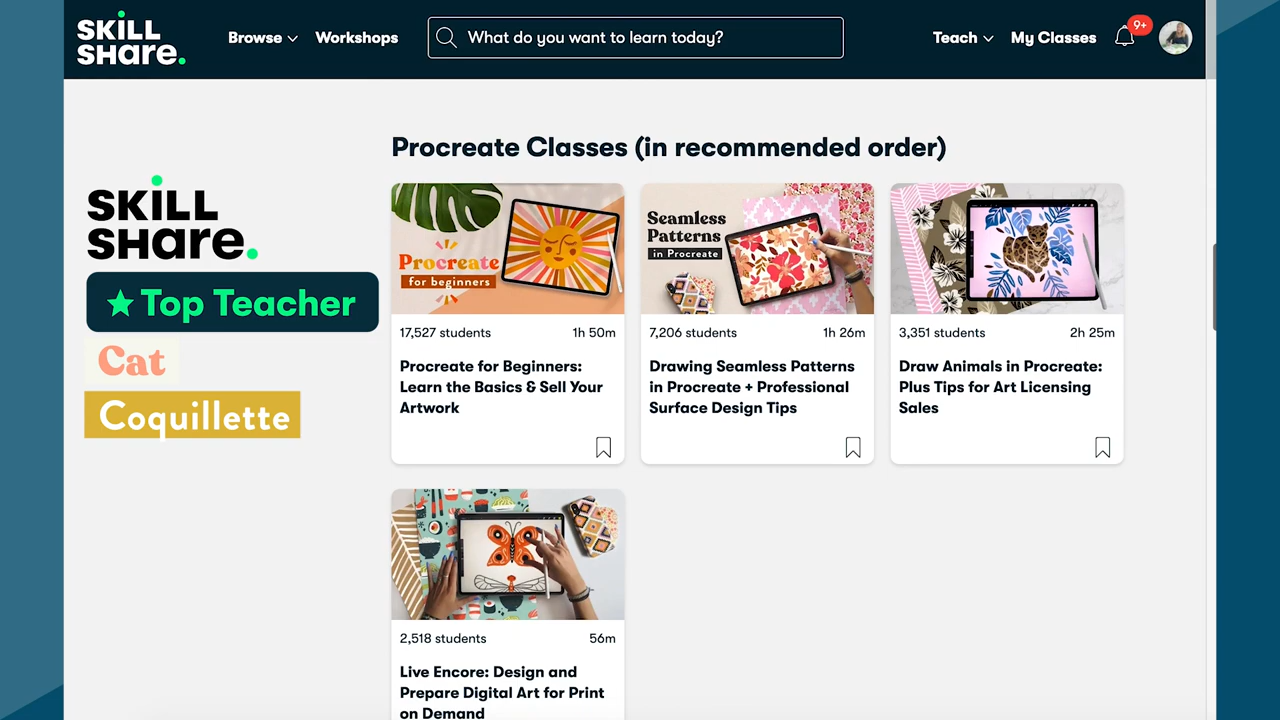 SKILL
SHARE.
Browse
Workshops
What do you want to learn today?
Teach
My Classes
9+
Procreate Classes (in recommended order)
SKILL
SHARE.
Top Teacher
Cat
Coquillette
Procreate
for beginners
17,527 students
1h 50m
Procreate for Beginners:
Learn the Basics & Sell Your
Artwork
Seamless
Patterns
in Procreate
7,206 students
1h 26m
Drawing Seamless Patterns
in Procreate + Professional
Surface Design Tips
3,351 students
2h 25m
Draw Animals in Procreate:
Plus Tips for Art Licensing
Sales
2,518 students
56m
Live Encore: Design and
Prepare Digital Art for Print
on Demand